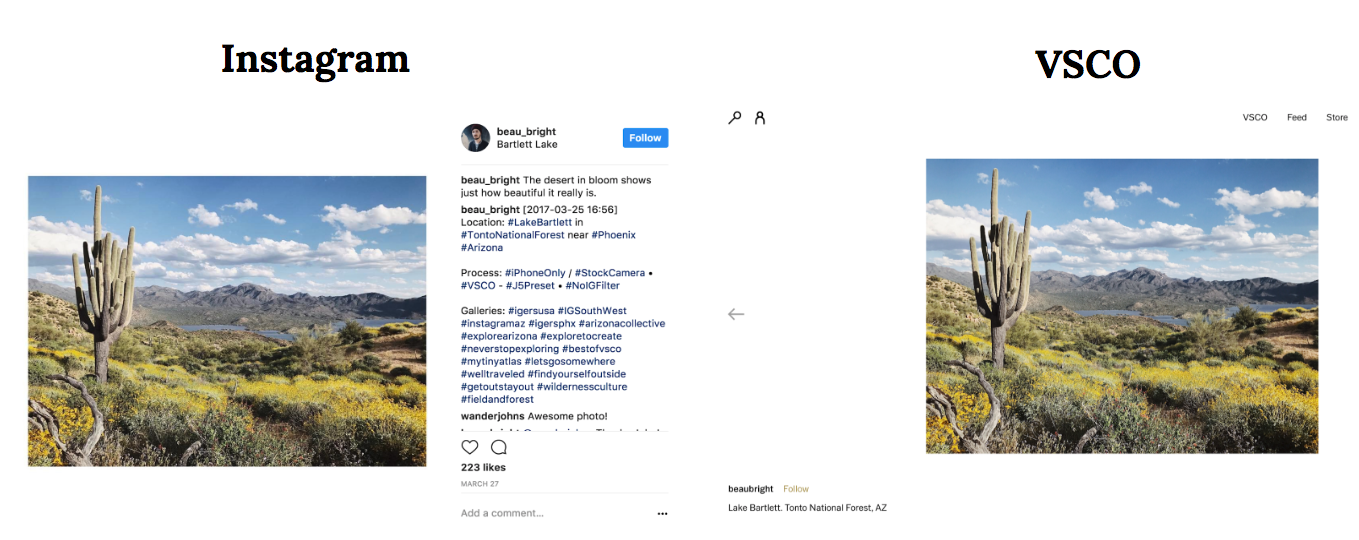 Instagram
VSCO
beau_bright
Bartlett Lake
Follow
beau_bright The desert in bloom shows
just how beautiful it really is.
beau_bright [2017-03-25 16:56]
Location: #LakeBartlett in
#TontoNationalForest near #Phoenix
#Arizona
Process: #iPhoneOnly / #StockCamera •
#VSCO - #J5Preset • #NoIGFilter
Galleries: #igersusa #IGSouthWest
#instagramaz #igersphx #arizonacollective
#explorearizona #exploretocreate
#neverstopexploring #bestofvsco
#mytinyatlas #letsgosomewhere
#welltraveled #findyourselfoutside
#getoutstayout #wildernessculture
#fieldandforest
wanderjohns Awesome photo!
223 likes
MARCH 27
Add a comment...
VSCO Feed Store
beaubright Follow
Lake Bartlett. Tonto National Forest, AZ